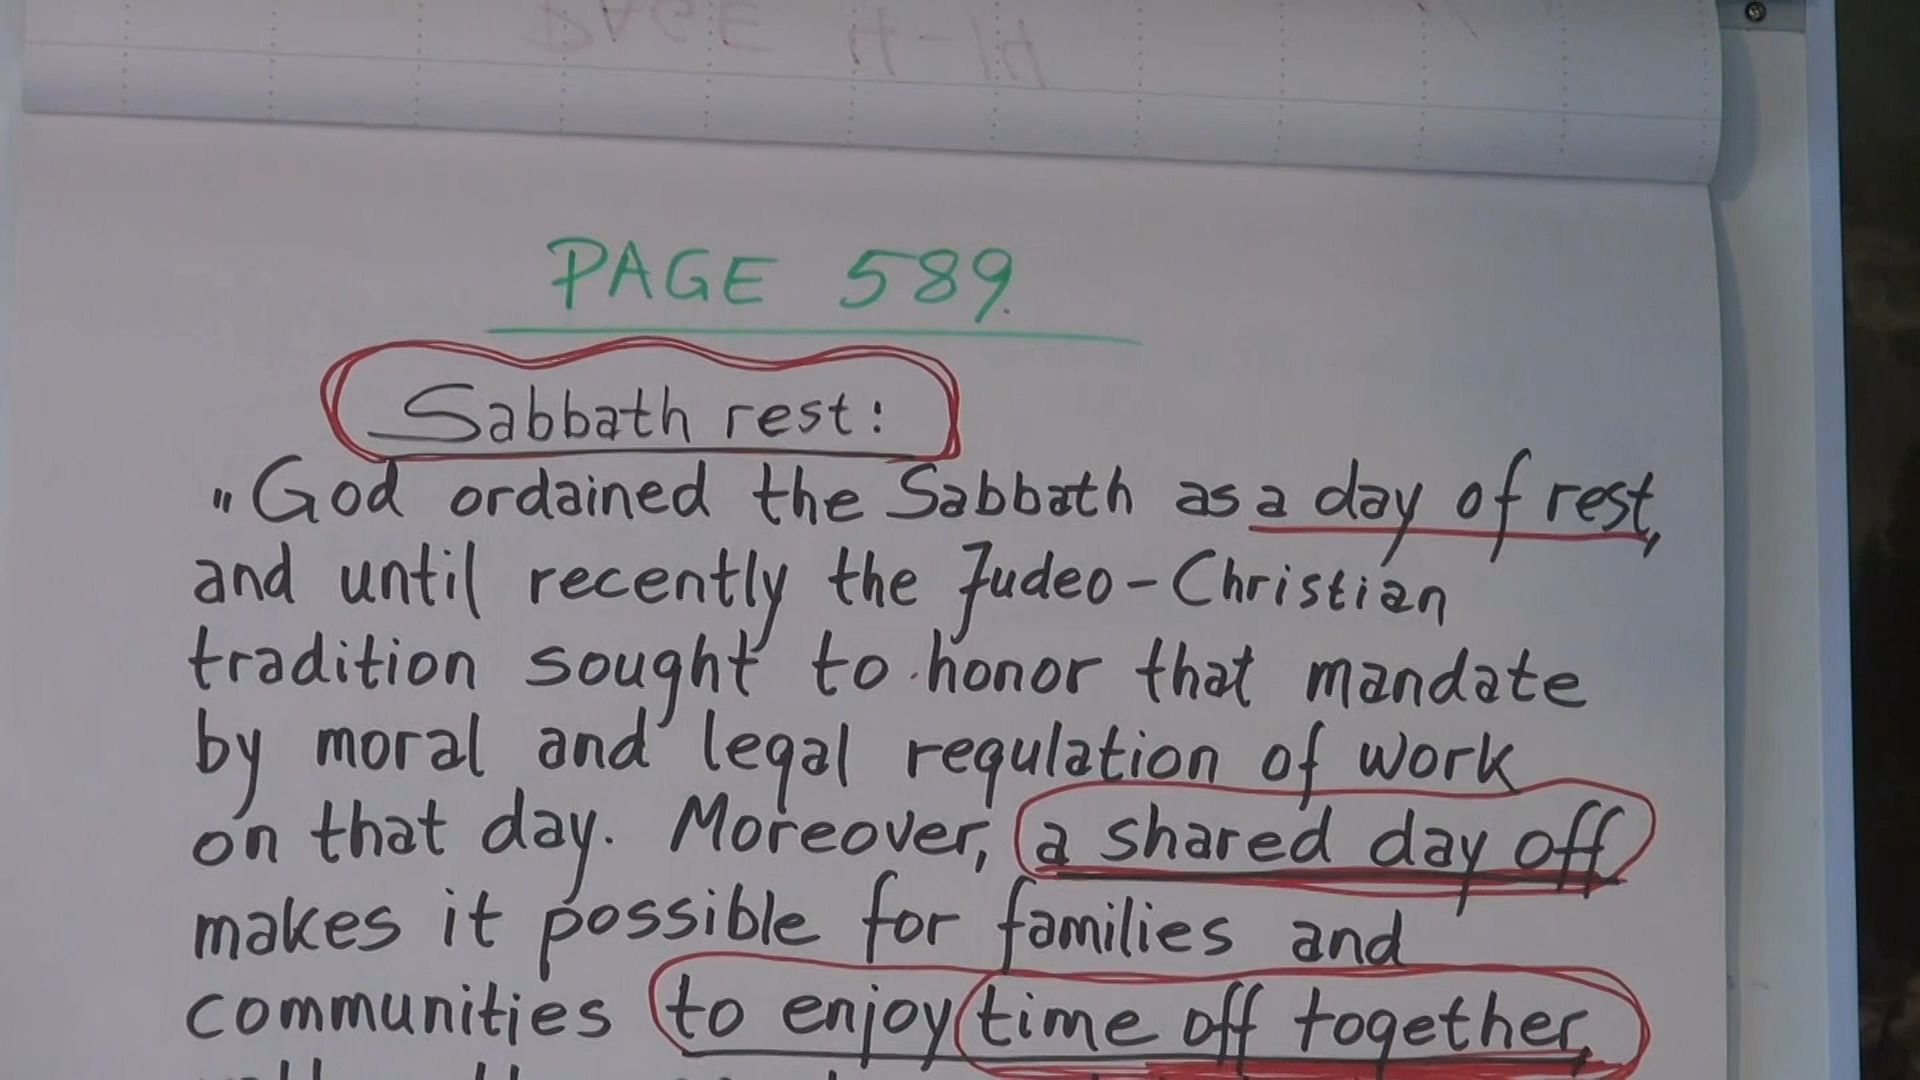 PAGE 589.
Sabbath rest:
„God ordained the Sabbath as a day of rest,
and until recently the Judeo-Christian
tradition sought to honor that mandate
by moral and legal regulation of work
on that day. Moreover, a shared day off
makes it possible for families and
communities to enjoy time off together,